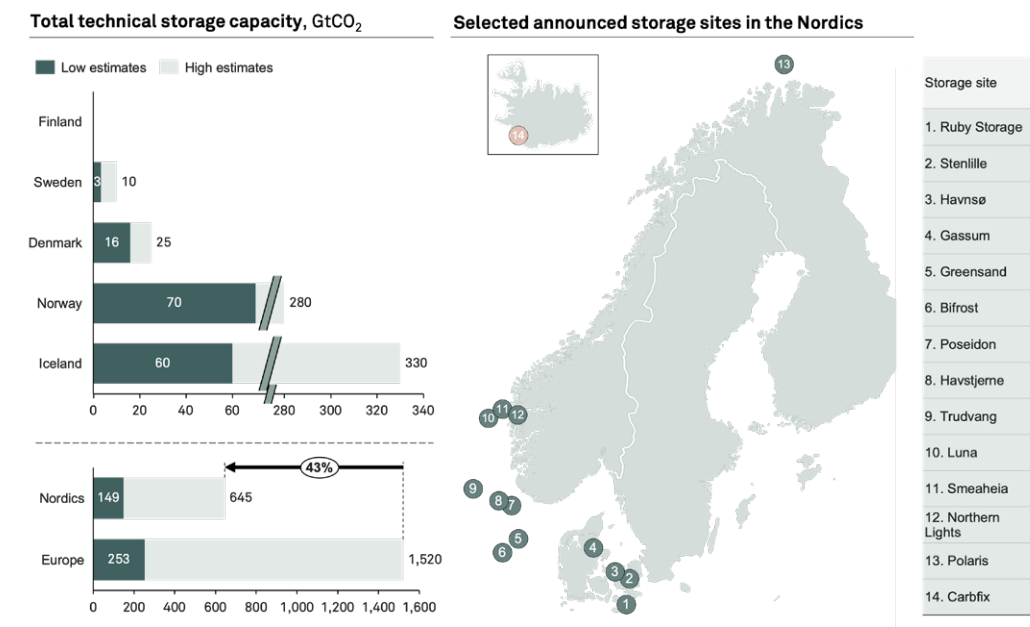 Total technical storage capacity, GtCO₂
Low estimates
High estimates
Finland
Sweden
3
10
Denmark
16
25
Norway
70
280
Iceland
60
330
0 20 40 60 280 300 320 340
43%
Nordics
149
645
Europe
253
1,520
0 200 400 600 800 1,000 1,200 1,400 1,600
Selected announced storage sites in the Nordics
13
14
11
10
12
9
8
7
5
6
4
3
2
1
Storage site
1. Ruby Storage
2. Stenlille
3. Havnsø
4. Gassum
5. Greensand
6. Bifrost
7. Poseidon
8. Havstjerne
9. Trudvang
10. Luna
11. Smeaheia
12. Northern
Lights
13. Polaris
14. Carbfix